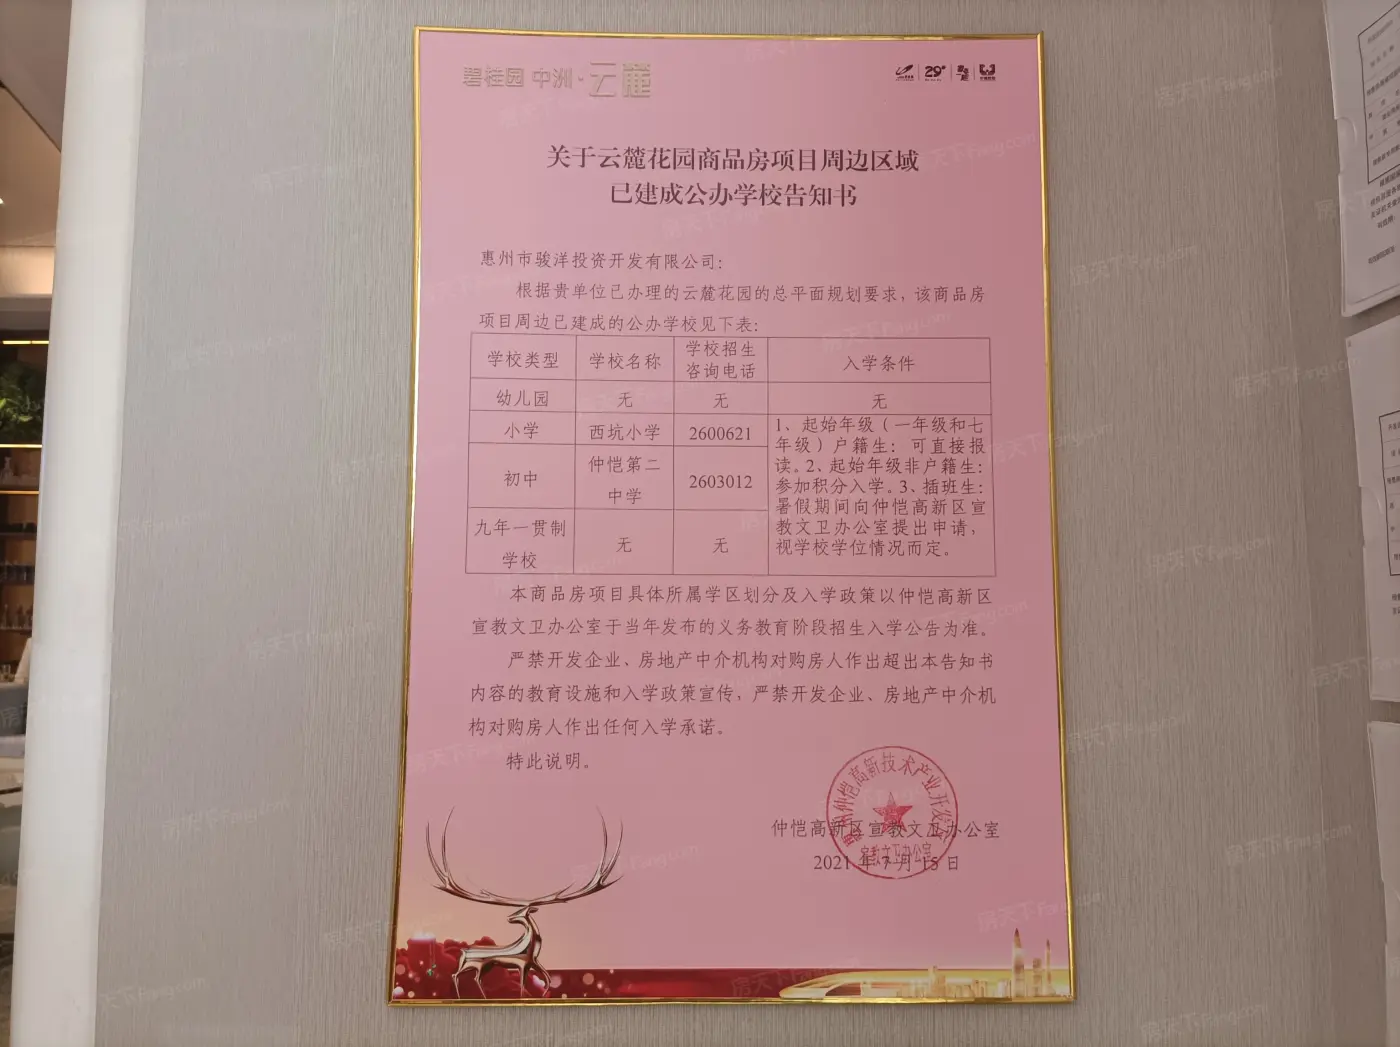 碧桂园 中洲·云麓
29°
关于云麓花园商品房项目周边区域
已建成公办学校告知书
惠州市骏洋投资开发有限公司：
根据贵单位已办理的云麓花园的总平面规划要求，该商品房
项目周边已建成的公办学校见下表：
学校类型 学校名称 学校招生咨询电话 入学条件
幼儿园 无 无 无
小学 西坑小学 2600621
初中 仲恺第二中学 2603012
九年一贯制学校 无 无
1、起始年级（一年级和七
年级）户籍生：可直接报
读。2、起始年级非户籍生：
参加积分入学。3、插班生：
暑假期间向仲恺高新区宣
教文卫办公室提出申请，
视学校学位情况而定。
本商品房项目具体所属学区划分及入学政策以仲恺高新区
宣教文卫办公室于当年发布的义务教育阶段招生入学公告为准。
严禁开发企业、房地产中介机构对购房人作出超出本告知书
内容的教育设施和入学政策宣传，严禁开发企业、房地产中介机
构对购房人作出任何入学承诺。
特此说明。
仲恺高新区宣教文卫办公室
2021年7月15日
宣教文卫办公室
房天下Fang.com